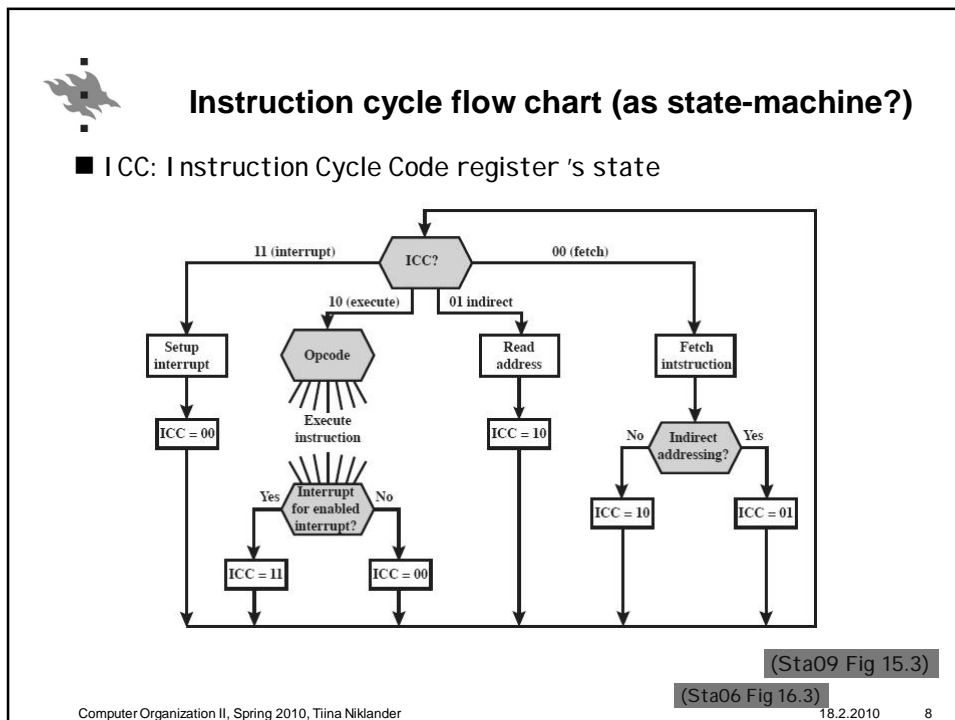 Instruction cycle flow chart (as state-machine?)
■ ICC: Instruction Cycle Code register 's state
11 (interrupt)
ICC?
00 (fetch)
10 (execute)
01 indirect
Setup
interrupt
Opcode
Read
address
Fetch
intstruction
Execute
instruction
ICC = 00
ICC = 10
No
Indirect
addressing?
Yes
Yes
Interrupt
for enabled
interrupt?
No
ICC = 10
ICC = 01
ICC = 11
ICC = 00
(Sta09 Fig 15.3)
(Sta06 Fig 16.3)
Computer Organization II, Spring 2010, Tiina Niklander
18.2.2010
8